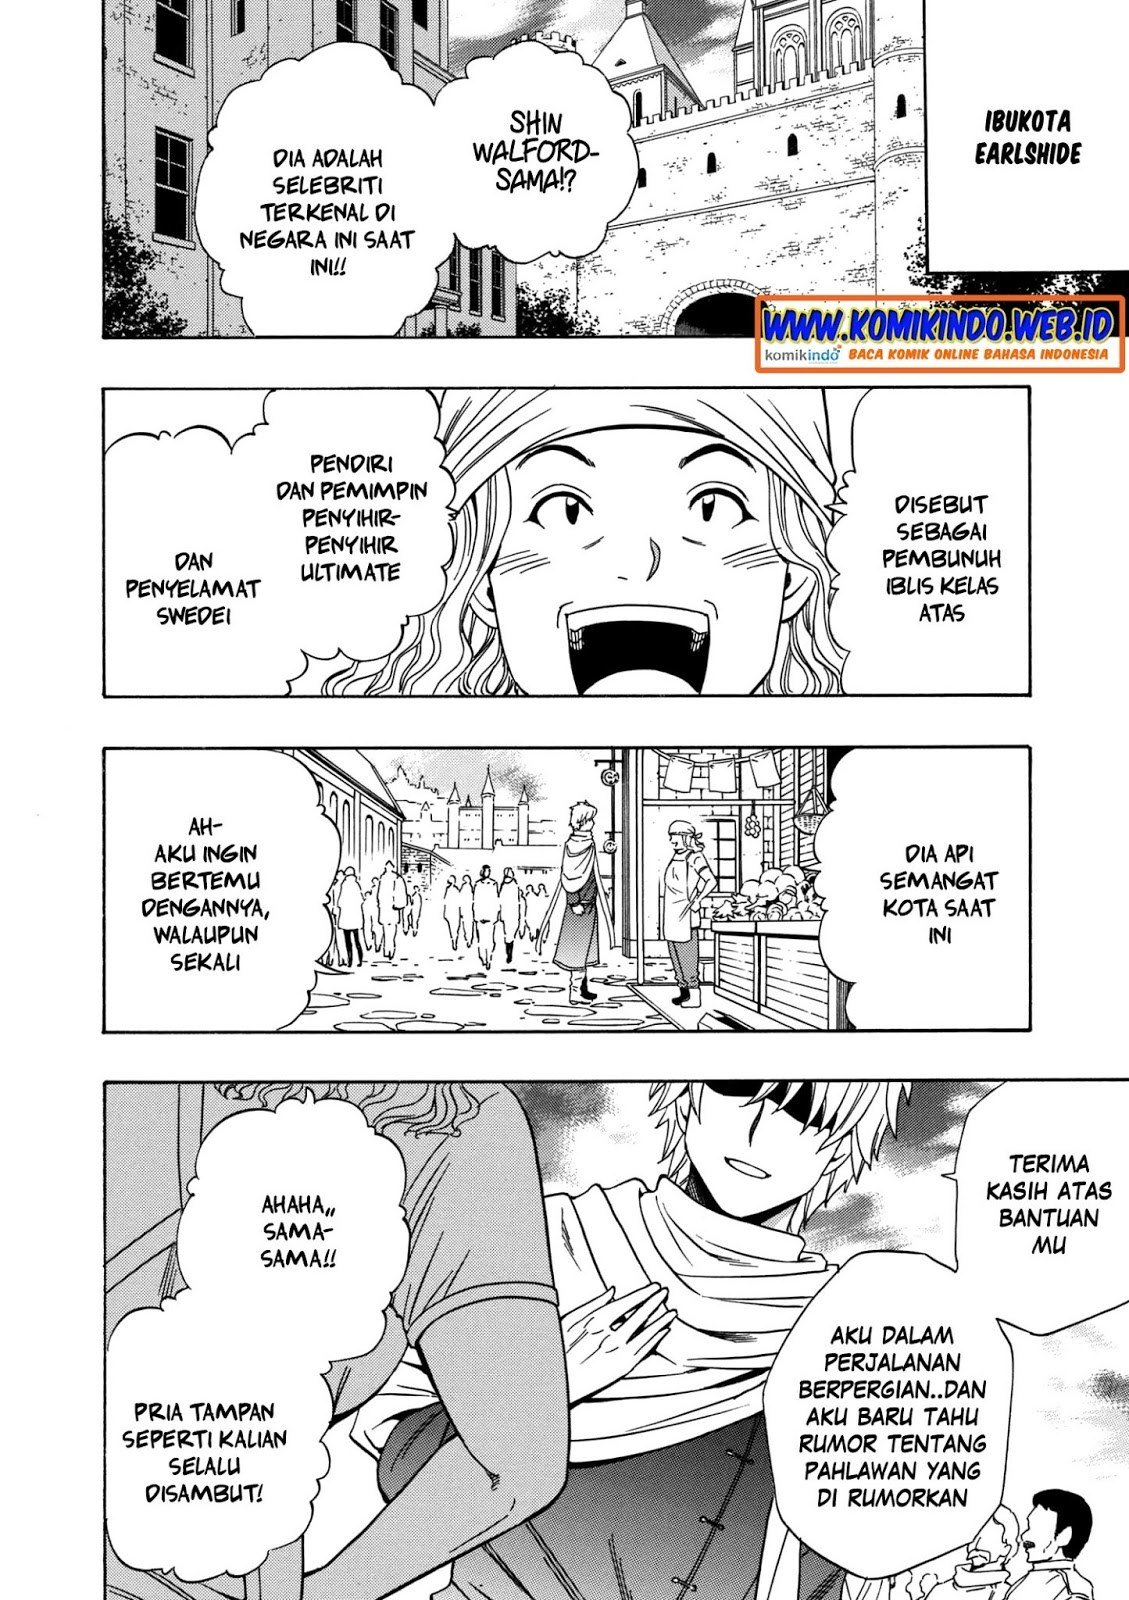 IBUKOTA
EARLSHIDE
SHIN
WALFORD-
SAMA!?
DIA ADALAH
SELEBRITI
TERKENAL DI
NEGARA INI SAAT
INI!!
WWW.KOMIKINDO.WEB.ID
komikindo BACA KOMIK ONLINE BAHASA INDONESIA
DISEBUT
SEBAGAI
PEMBUNUH
IBLIS KELAS
ATAS
PENDIRI
DAN PEMIMPIN
PENYIHIR-
PENYIHIR
ULTIMATE
DAN
PENYELAMAT
SWEDEI
DIA API
SEMANGAT
KOTA SAAT
INI
AH-
AKU INGIN
BERTEMU
DENGANNYA,
WALAUPUN
SEKALI
TERIMA
KASIH ATAS
BANTUAN
MU
AKU DALAM
PERJALANAN
BERPERGIAN..DAN
AKU BARU TAHU
RUMOR TENTANG
PAHLAWAN YANG
DI RUMORKAN
AHAHA,,
SAMA-
SAMA!!
PRIA TAMPAN
SEPERTI KALIAN
SELALU
DISAMBUT!